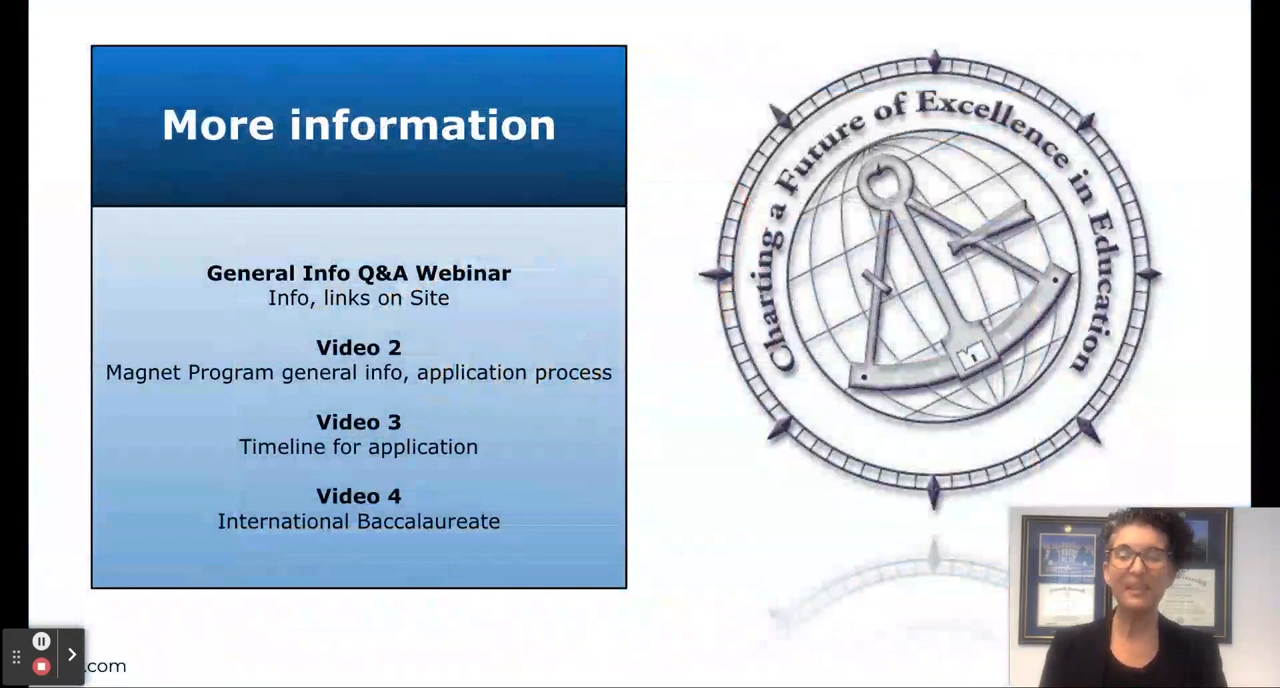 More information
General Info Q&A Webinar
Info, links on Site
Video 2
Magnet Program general info, application process
Video 3
Timeline for application
Video 4
International Baccalaureate
Charting a Future of Excellence in Education
.com